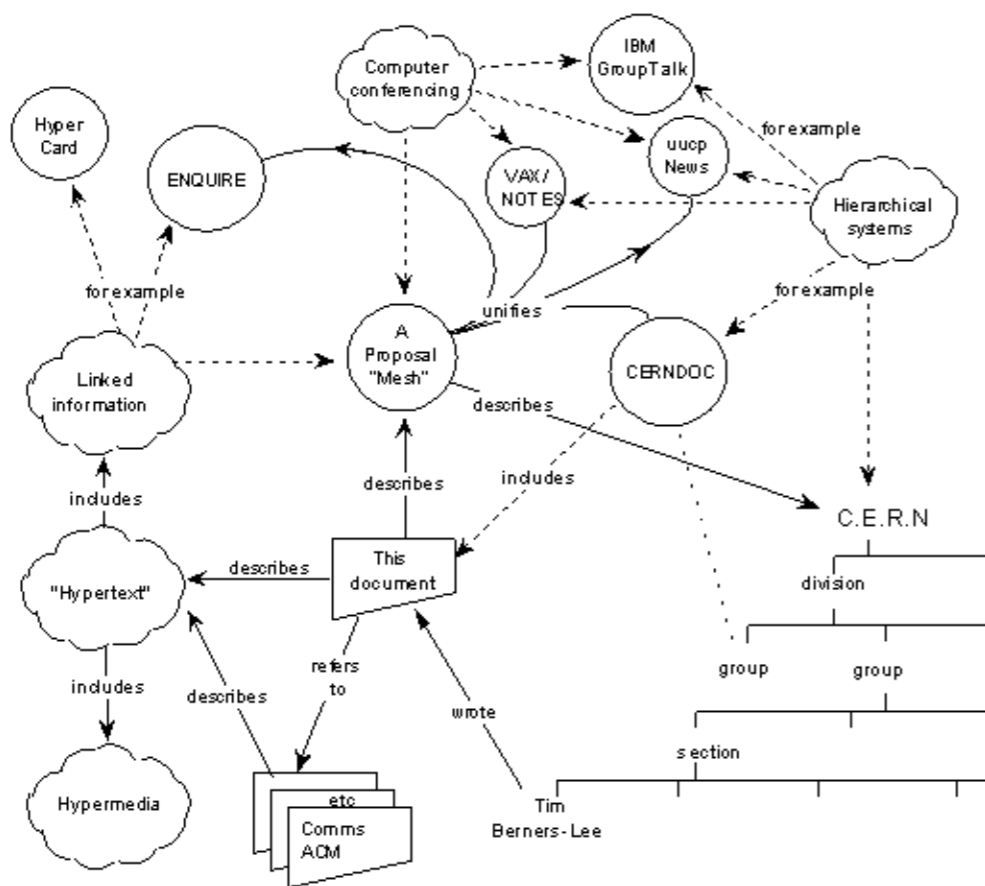 IBM
GroupTalk
Computer
conferencing
Hyper
Card
for example
uucp
News
ENQUIRE
VAX/
NOTES
Hierarchical
systems
for example
for example
unifies
A
Proposal
"Mesh"
CERNDOC
Linked
information
describes
includes
describes
includes
C.E.R.N
This
document
describes
division
"Hypertext"
refers
to
group
group
includes
describes
wrote
section
Hypermedia
etc
Tim
Berners-Lee
Comms
ACM